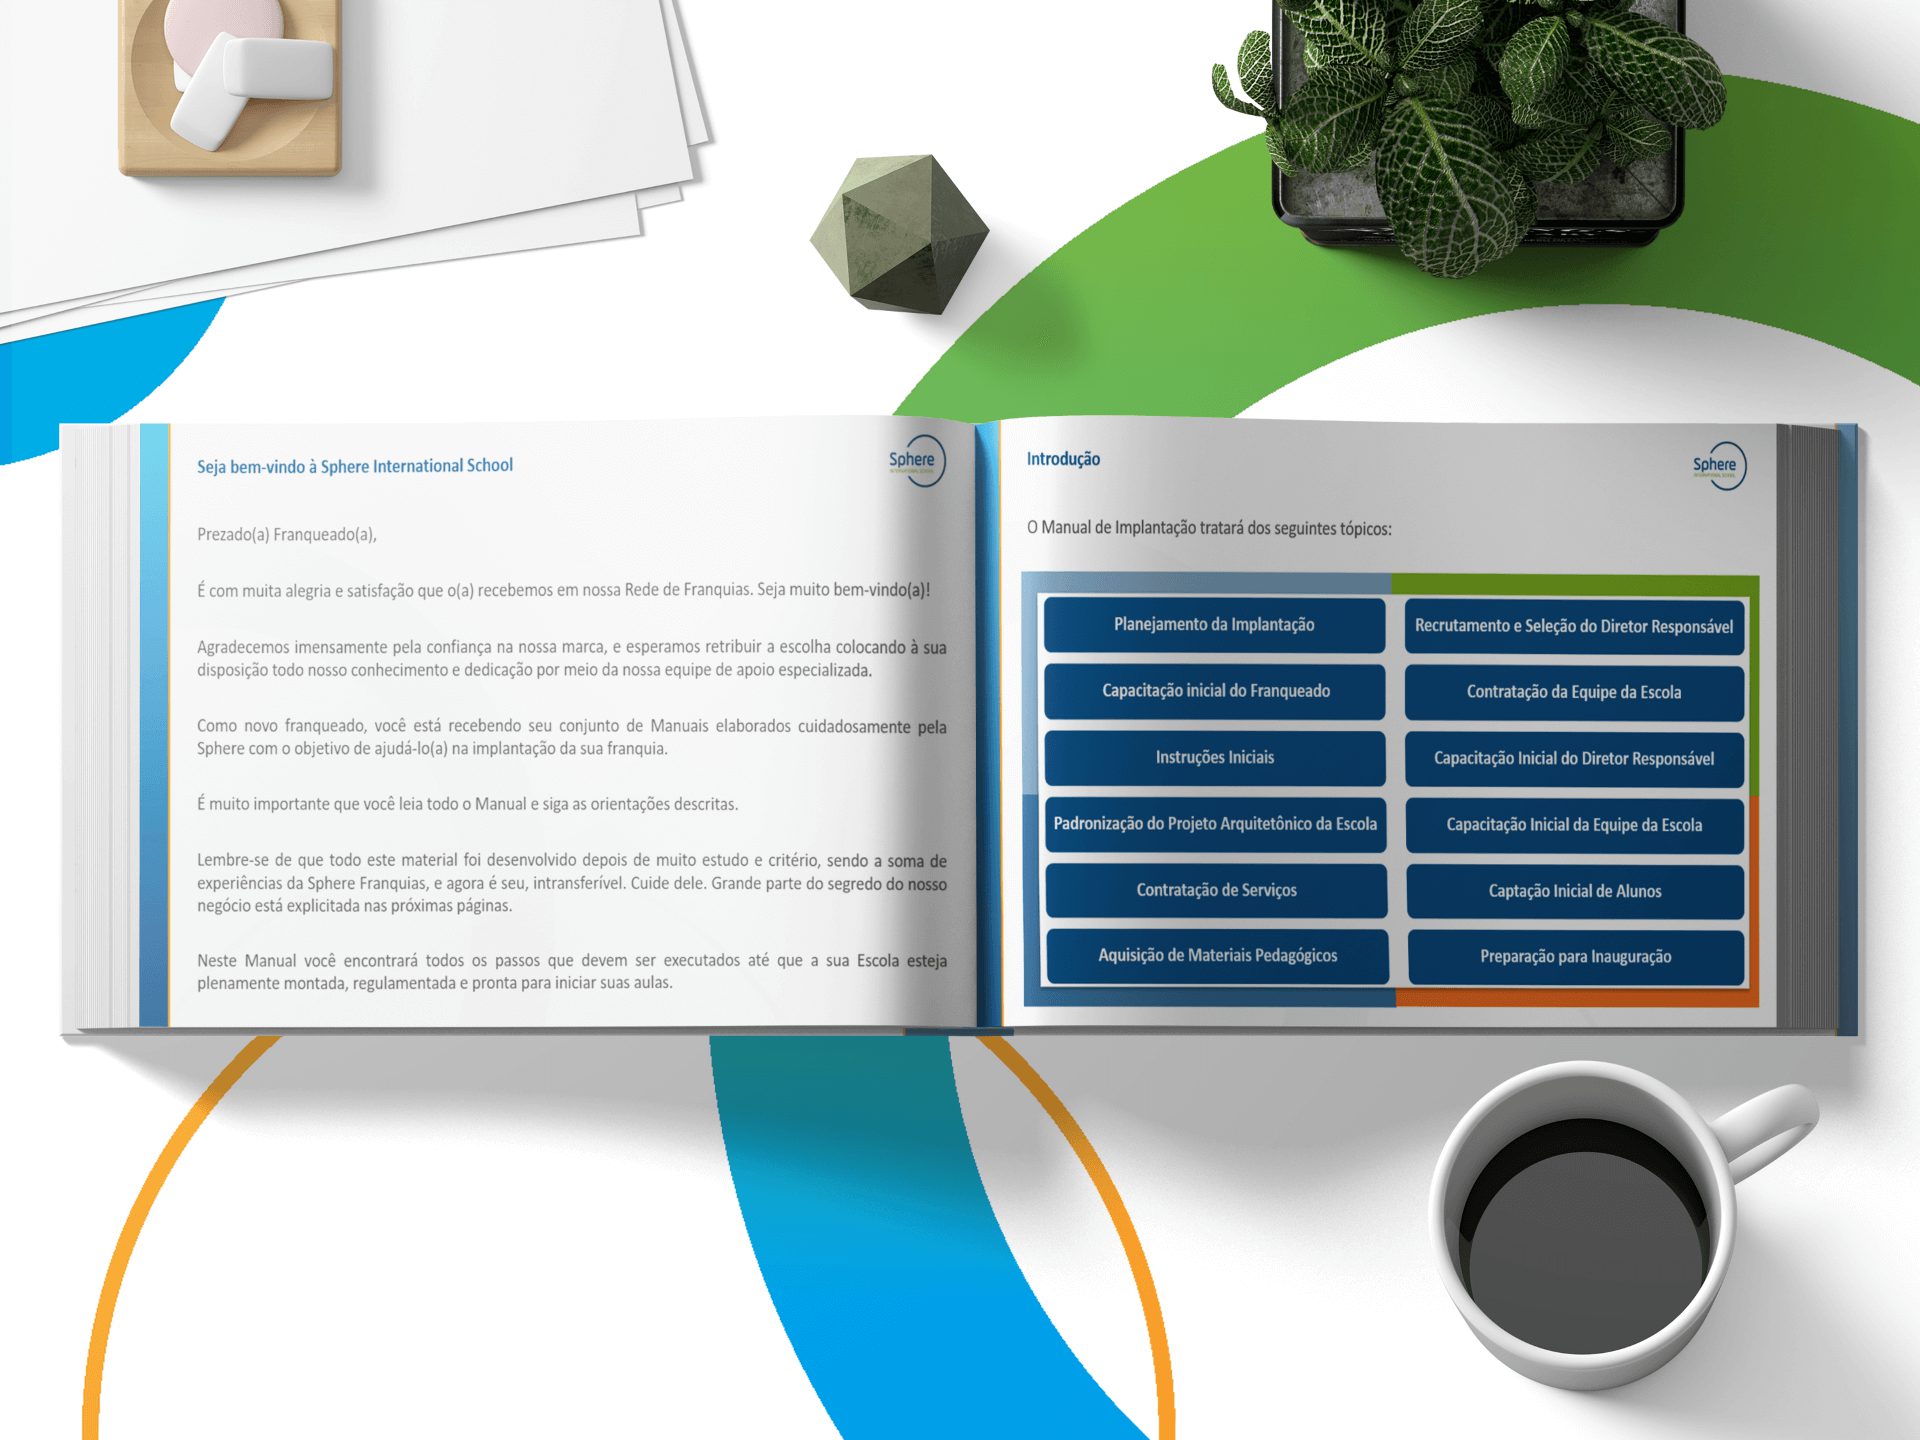 Seja bem-vindo à Sphere International School
Sphere
INTERNATIONAL SCHOOL
Prezado(a) Franqueado(a),
É com muita alegria e satisfação que o(a) recebemos em nossa Rede de Franquias. Seja muito bem-vindo(a)!
Agradecemos imensamente pela confiança na nossa marca, e esperamos retribuir a escolha colocando à sua
disposição todo nosso conhecimento e dedicação por meio da nossa equipe de apoio especializada.
Como novo franqueado, você está recebendo seu conjunto de Manuais elaborados cuidadosamente pela
Sphere com o objetivo de ajudá-lo(a) na implantação da sua franquia.
É muito importante que você leia todo o Manual e siga as orientações descritas.
Lembre-se de que todo este material foi desenvolvido depois de muito estudo e critério, sendo a soma de
experiências da Sphere Franquias, e agora é seu, intransferível. Cuide dele. Grande parte do segredo do nosso
negócio está explicitada nas próximas páginas.
Neste Manual você encontrará todos os passos que devem ser executados até que a sua Escola esteja
plenamente montada, regulamentada e pronta para iniciar suas aulas.
Introdução
Sphere
INTERNATIONAL SCHOOL
O Manual de Implantação tratará dos seguintes tópicos:
Planejamento da Implantação
Capacitação inicial do Franqueado
Instruções Iniciais
Padronização do Projeto Arquitetônico da Escola
Contratação de Serviços
Aquisição de Materiais Pedagógicos
Recrutamento e Seleção do Diretor Responsável
Contratação da Equipe da Escola
Capacitação Inicial do Diretor Responsável
Capacitação Inicial da Equipe da Escola
Captação Inicial de Alunos
Preparação para Inauguração